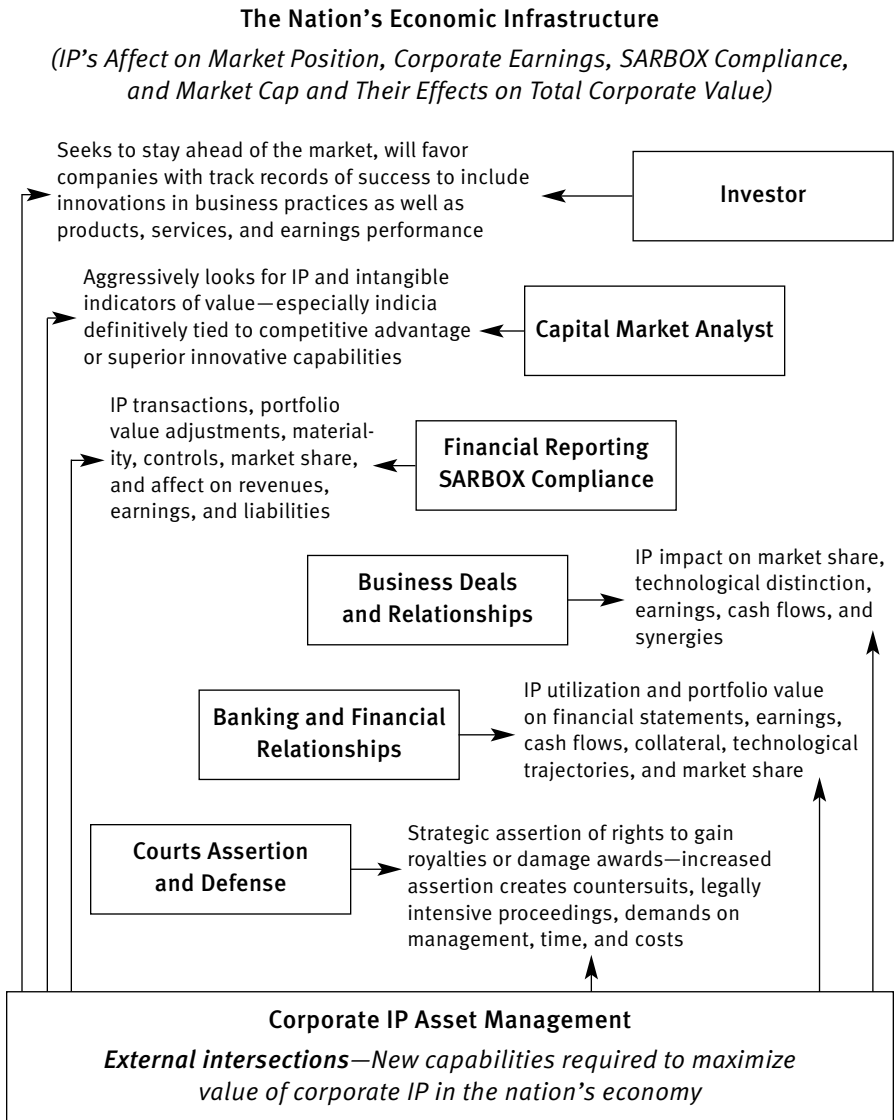 The Nation’s Economic Infrastructure
(IP’s Affect on Market Position, Corporate Earnings, SARBOX Compliance,
and Market Cap and Their Effects on Total Corporate Value)
Seeks to stay ahead of the market, will favor
companies with track records of success to include
innovations in business practices as well as
products, services, and earnings performance
Investor
Aggressively looks for IP and intangible
indicators of value—especially indicia
definitively tied to competitive advantage
or superior innovative capabilities
Capital Market Analyst
IP transactions, portfolio
value adjustments, material-
ity, controls, market share,
and affect on revenues,
earnings, and liabilities
Financial Reporting
SARBOX Compliance
Business Deals
and Relationships
IP impact on market share,
technological distinction,
earnings, cash flows, and
synergies
Banking and Financial
Relationships
IP utilization and portfolio value
on financial statements, earnings,
cash flows, collateral, technological
trajectories, and market share
Courts Assertion
and Defense
Strategic assertion of rights to gain
royalties or damage awards—increased
assertion creates countersuits, legally
intensive proceedings, demands on
management, time, and costs
Corporate IP Asset Management
External intersections—New capabilities required to maximize
value of corporate IP in the nation’s economy